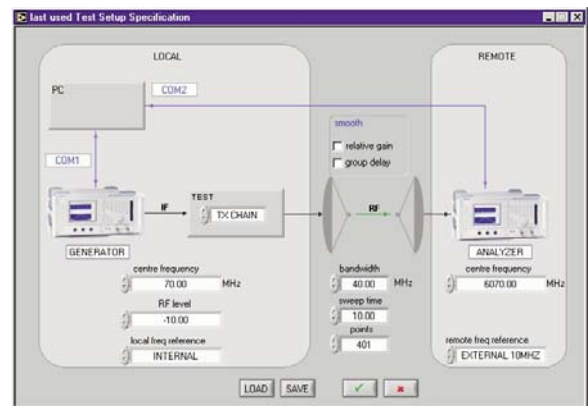 last used Test Setup Specification
LOCAL
REMOTE
PC
COM2
COM1
smooth
relative gain
group delay
IF
TEST
TX CHAIN
RF
GENERATOR
ANALYZER
centre frequency
70.00 MHz
RF level
-10.00
local freq reference
INTERNAL
bandwidth
40.00 MHz
sweep time
10.00
points
401
centre frequency
6070.00 MHz
remote freq reference
EXTERNAL 10MHZ
LOAD SAVE